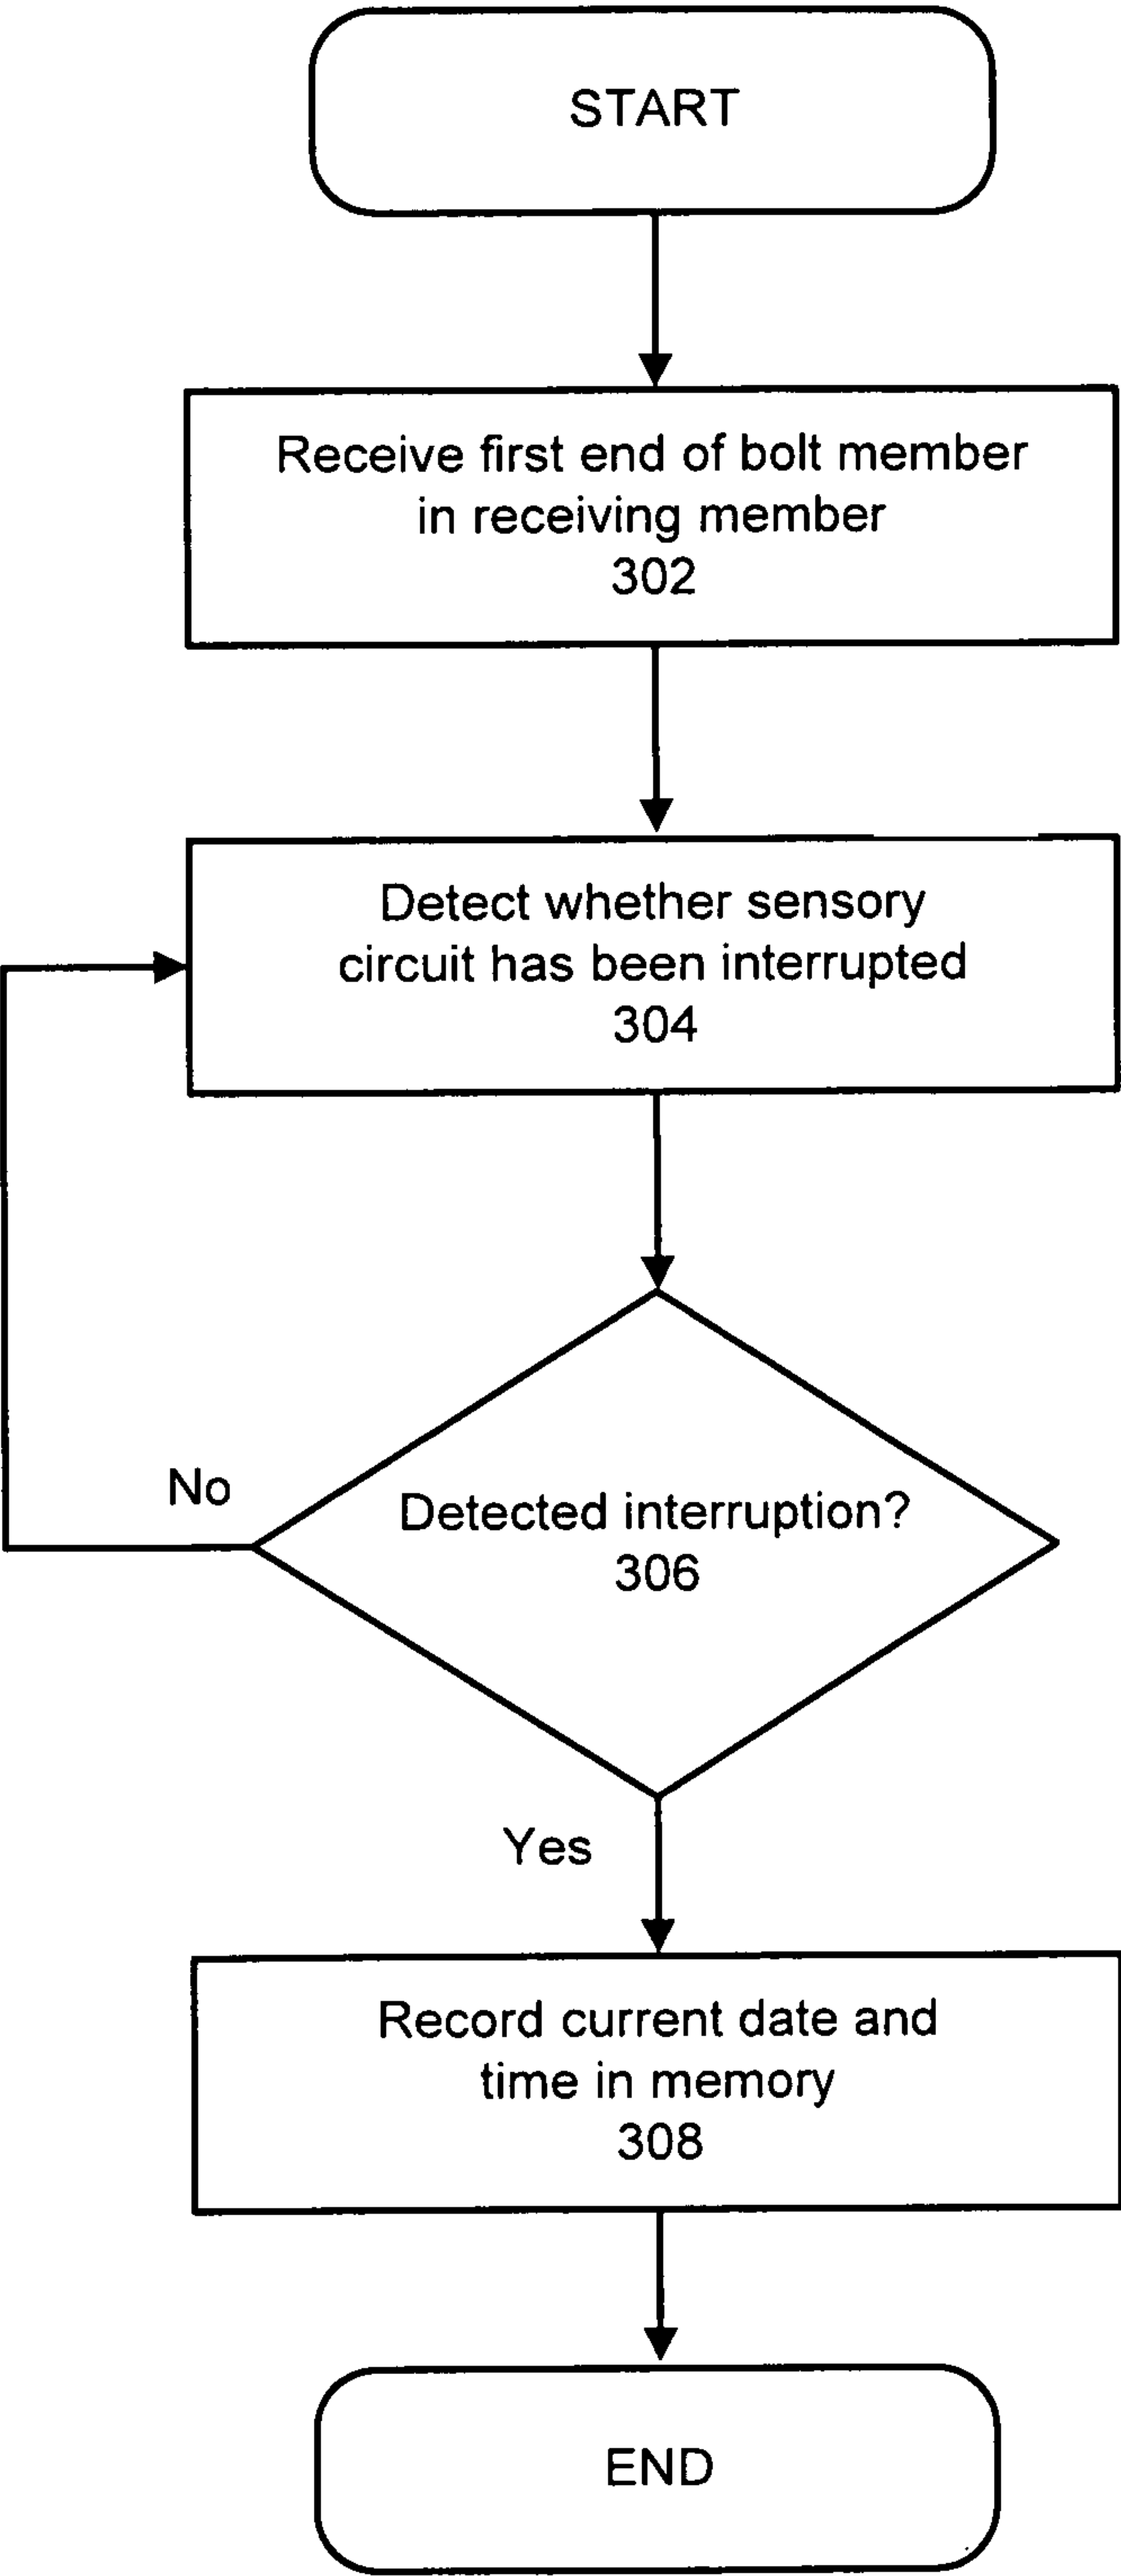 START
Receive first end of bolt member
in receiving member
302
Detect whether sensory
circuit has been interrupted
304
No
Detected interruption?
306
Yes
Record current date and
time in memory
308
END